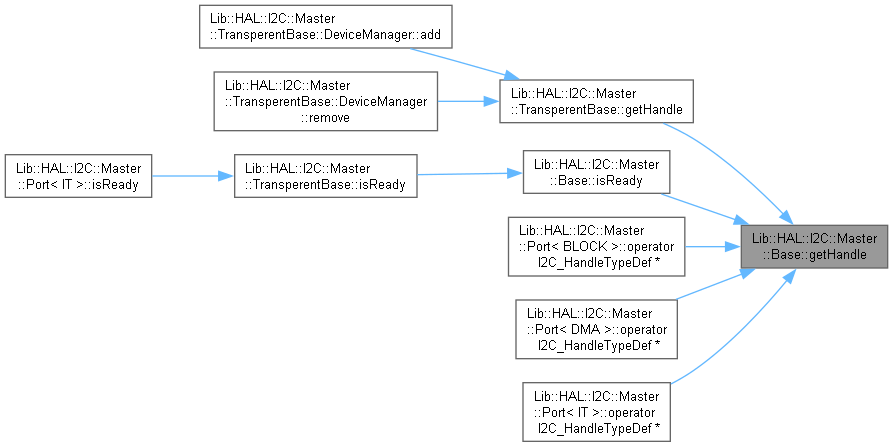 Lib::HAL::I2C::Master
::TransperentBase::DeviceManager::add
Lib::HAL::I2C::Master
::TransperentBase::DeviceManager
::remove
Lib::HAL::I2C::Master
::TransperentBase::getHandle
Lib::HAL::I2C::Master
::Port< IT >::isReady
Lib::HAL::I2C::Master
::TransperentBase::isReady
Lib::HAL::I2C::Master
::Base::isReady
Lib::HAL::I2C::Master
::Port< BLOCK >::operator
I2C_HandleTypeDef *
Lib::HAL::I2C::Master
::Base::getHandle
Lib::HAL::I2C::Master
::Port< DMA >::operator
I2C_HandleTypeDef *
Lib::HAL::I2C::Master
::Port< IT >::operator
I2C_HandleTypeDef *